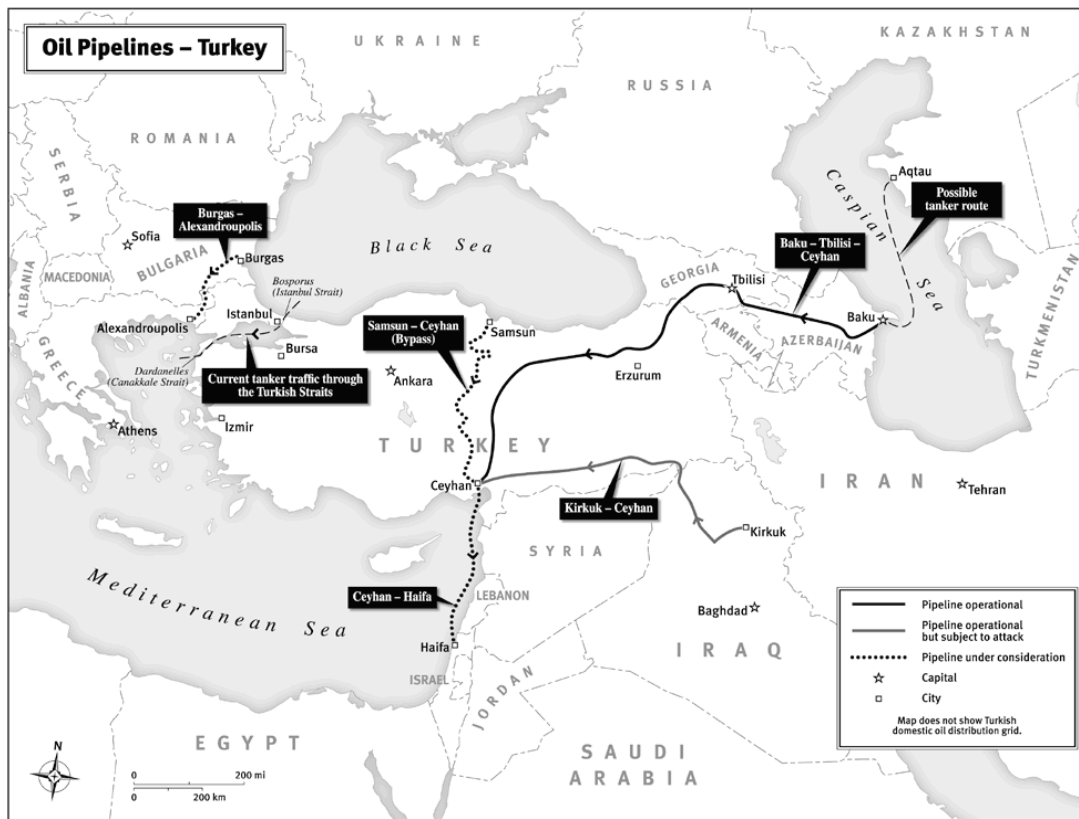 Oil Pipelines – Turkey
UKRAINE
KAZAKHSTAN
RUSSIA
ROMANIA
SERBIA
Aqtau
Caspian Sea
Possible
tanker route
Burgas –
Alexandroupolis
Sofia
Black Sea
Baku – Tbilisi –
Ceyhan
BULGARIA
Burgas
MACEDONIA
ALBANIA
GEORGIA
Tbilisi
TURKMENISTAN
Bosporus
(Istanbul Strait)
Alexandroupolis
Istanbul
Samsun – Ceyhan
(Bypass)
Samsun
Baku
ARMENIA
AZERBAIJAN
GREECE
Bursa
Dardanelles
(Canakkale Strait)
Current tanker traffic through
the Turkish Straits
Ankara
Erzurum
Athens
Izmir
TURKEY
IRAN
Ceyhan
Tehran
Kirkuk – Ceyhan
Kirkuk
SYRIA
Mediterranean Sea
Ceyhan – Haifa
LEBANON
Baghdad
Haifa
IRAQ
ISRAEL
JORDAN
EGYPT
SAUDI
ARABIA
N
0
200 mi
0
200 km
Pipeline operational
Pipeline operational
but subject to attack
Pipeline under consideration
Capital
City
Map does not show Turkish
domestic oil distribution grid.